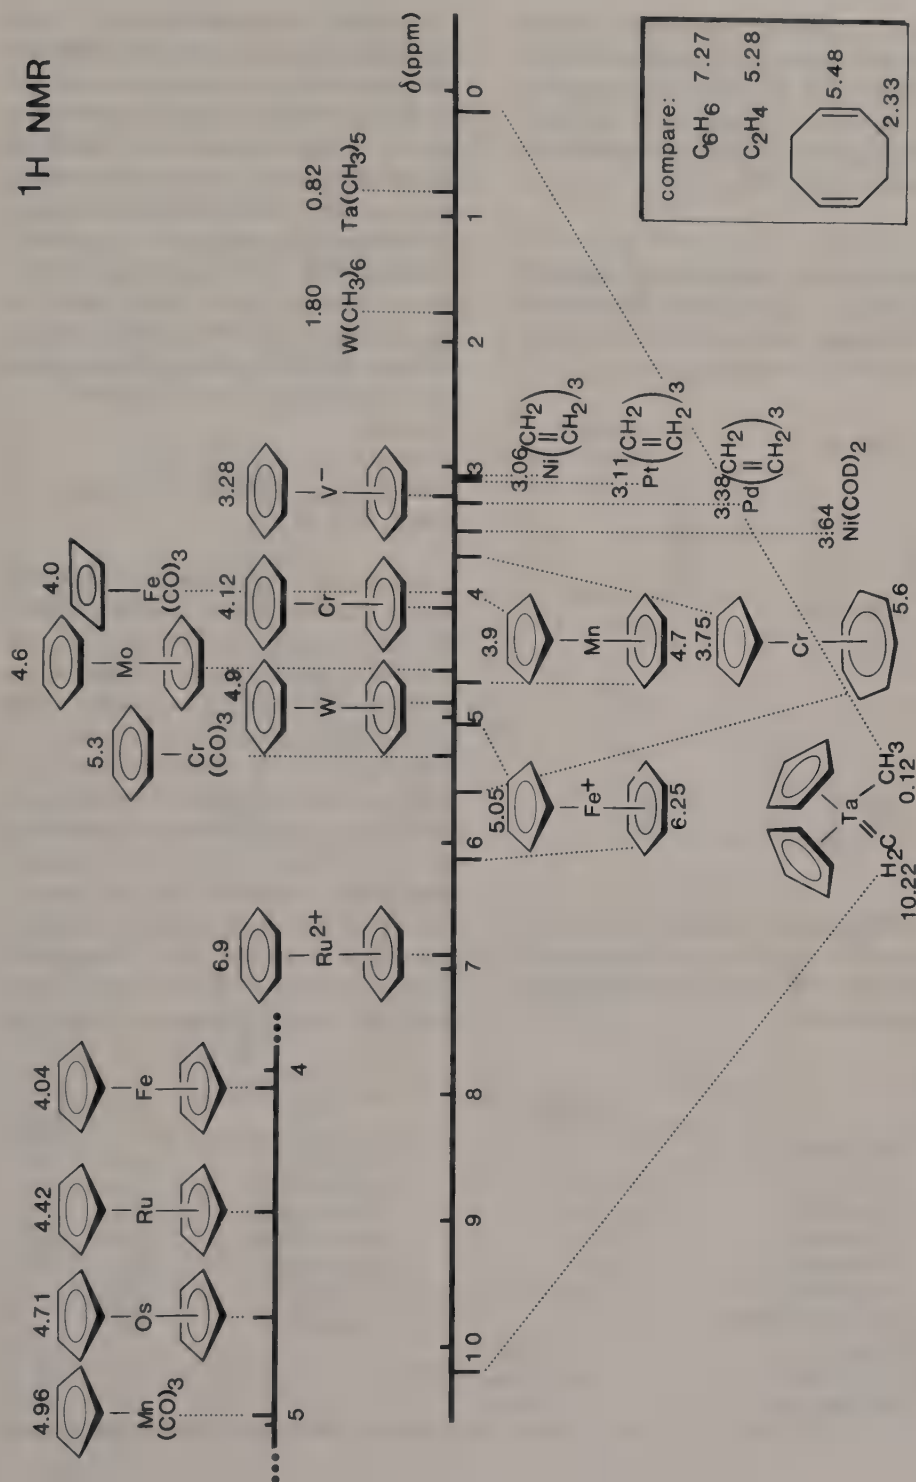 ¹H NMR
4.96
Mn
(CO)₃
4.71
Os
4.42
Ru
4.04
Fe
5
4
6.9
Ru²⁺
5.3
Cr
(CO)₃
4.6
Mo
4.9
W
4.0
Fe
(CO)₃
4.12
Cr
3.28
V⁻
1.80
W(CH₃)₆
0.82
Ta(CH₃)₅
δ(ppm)
10
9
8
7
6
5
4
3
2
1
0
5.05
Fe⁺
6.25
3.9
Mn
4.7
3.75
Cr
5.6
3.06
Ni(CH₂=CH₂)₃
3.11
Pt(CH₂=CH₂)₃
3.38
Pd(CH₂=CH₂)₃
3.64
Ni(COD)₂
Ta
H₂C
10.22
CH₃
0.12
compare:
C₆H₆ 7.27
C₂H₄ 5.28
5.48
2.33